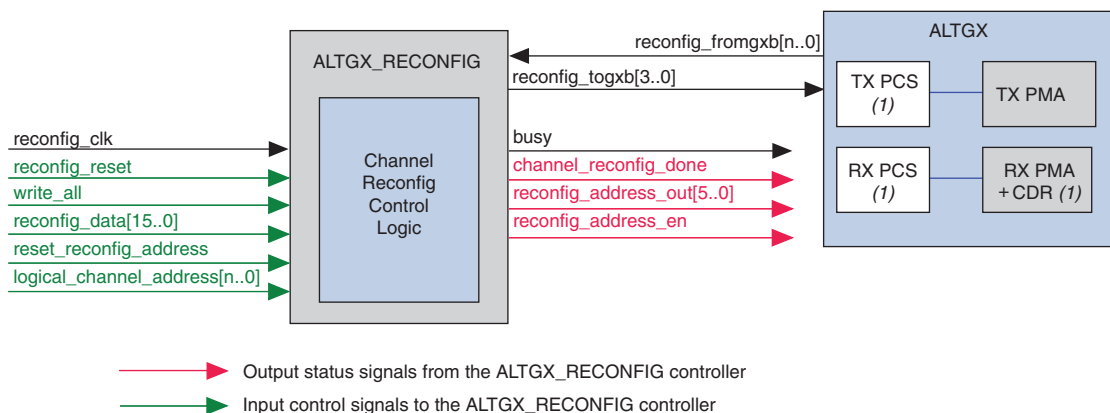 reconfig_fromgxb[n..0]
ALTGX
ALTGX_RECONFIG
reconfig_togxb[3..0]
TX PCS
(1)
TX PMA
reconfig_clk
busy
reconfig_reset
Channel
Reconfig
Control
Logic
channel_reconfig_done
RX PCS
(1)
RX PMA
+ CDR (1)
write_all
reconfig_address_out[5..0]
reconfig_data[15..0]
reconfig_address_en
reset_reconfig_address
logical_channel_address[n..0]
Output status signals from the ALTGX_RECONFIG controller
Input control signals to the ALTGX_RECONFIG controller